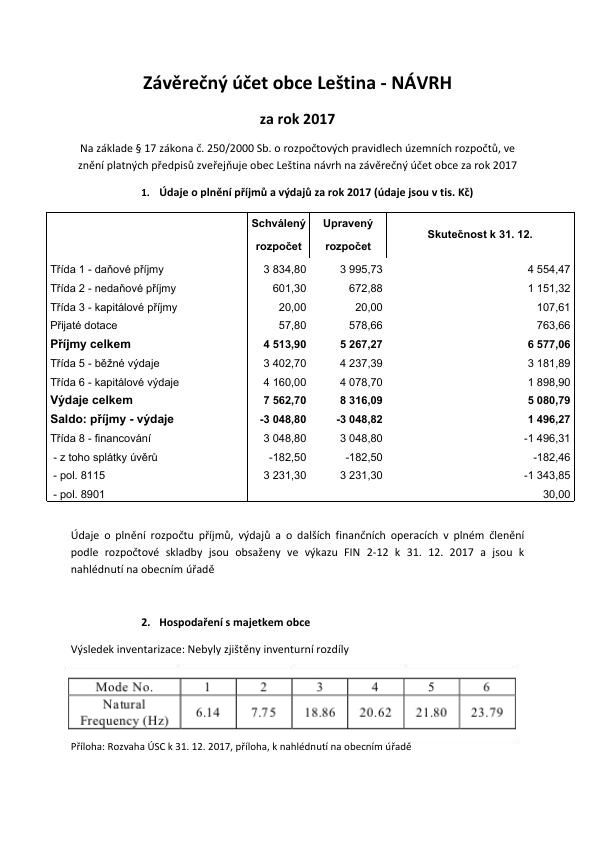 Závěrečný účet obce Leština - NÁVRH
za rok 2017
Na základe § 17 zákona č. 250/2000 Sb. o rozpočtových pravidlech územních rozpočtů, ve
znění platných předpisů zveřejňuje obec Leština návrh na závěrečný účet obce za rok 2017
1. Údaje o plnění příjmů a výdajů za rok 2017 (údaje jsou v tis. Kč)
Schválený rozpočet Upravený rozpočet Skutečnost k 31. 12.
Třída 1 - daňové příjmy 3 834,80 3 995,73 4 554,47
Třída 2 - nedaňové příjmy 601,30 672,88 1 151,32
Třída 3 - kapitálové příjmy 20,00 20,00 107,61
Přijaté dotace 57,80 578,66 763,66
Příjmy celkem 4 513,90 5 267,27 6 577,06
Třída 5 - běžné výdaje 3 402,70 4 237,39 3 181,89
Třída 6 - kapitálové výdaje 4 160,00 4 078,70 1 898,90
Výdaje celkem 7 562,70 8 316,09 5 080,79
Saldo: příjmy - výdaje -3 048,80 -3 048,82 1 496,27
Třída 8 - financování 3 048,80 3 048,80 -1 496,31
- z toho splátky úvěrů -182,50 -182,50 -182,46
- pol. 8115 3 231,30 3 231,30 -1 343,85
- pol. 8901 30,00
Údaje o plnění rozpočtu příjmů, výdajů a o dalších finančních operacích v plném členění
podle rozpočtové skladby jsou obsaženy ve výkazu FIN 2-12 k 31. 12. 2017 a jsou k
nahlédnutí na obecním úřadě
2. Hospodaření s majetkem obce
Výsledek inventarizace: Nebyly zjištěny inventurní rozdíly
Mode No. 1 2 3 4 5 6
Natural Frequency (Hz) 6.14 7.75 18.86 20.62 21.80 23.79
Příloha: Rozvaha ÚSC k 31. 12. 2017, příloha, k nahlédnutí na obecním úřadě